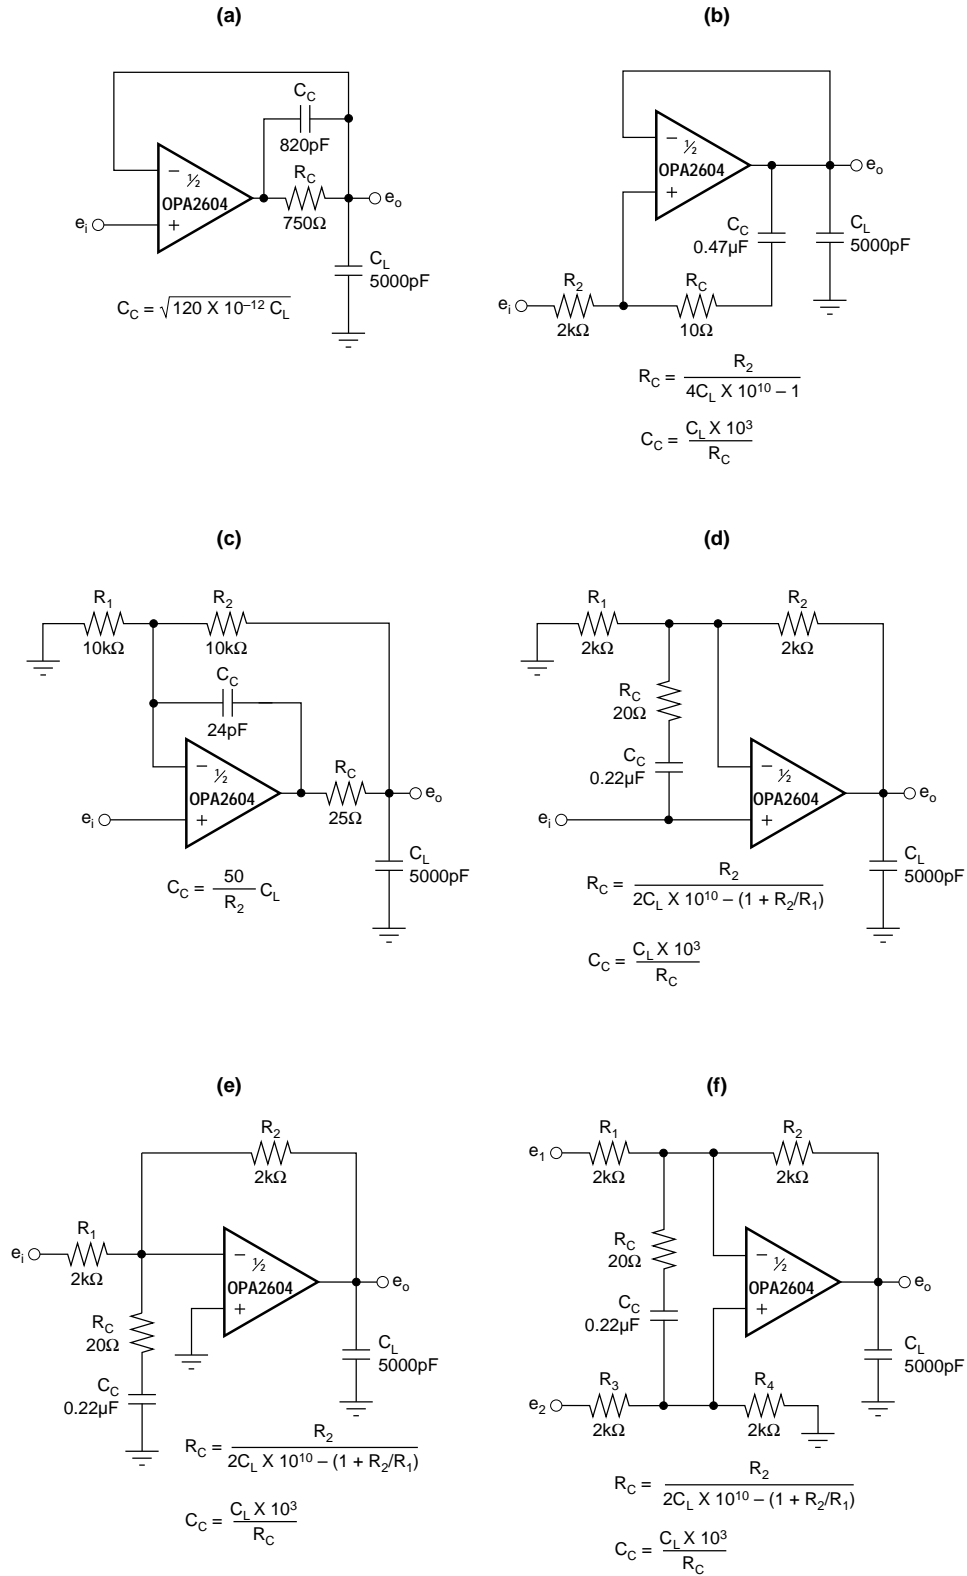 (a)
C_C
820pF
R_C
750Ω
– ½
OPA2604
+
e_i
e_o
C_L
5000pF
C_C = √120 X 10^–12 C_L
(b)
– ½
OPA2604
+
e_o
C_C
0.47µF
C_L
5000pF
R_2
2kΩ
R_C
10Ω
e_i
R_C = R_2 / 4C_L X 10^10 – 1
C_C = C_L X 10^3 / R_C
(c)
R_1
10kΩ
R_2
10kΩ
C_C
24pF
– ½
OPA2604
+
R_C
25Ω
e_i
e_o
C_L
5000pF
C_C = 50 / R_2 C_L
(d)
R_1
2kΩ
R_2
2kΩ
R_C
20Ω
C_C
0.22µF
– ½
OPA2604
+
e_i
e_o
C_L
5000pF
R_C = R_2 / 2C_L X 10^10 – (1 + R_2/R_1)
C_C = C_L X 10^3 / R_C
(e)
R_2
2kΩ
R_1
2kΩ
e_i
– ½
OPA2604
+
e_o
R_C
20Ω
C_C
0.22µF
C_L
5000pF
R_C = R_2 / 2C_L X 10^10 – (1 + R_2/R_1)
C_C = C_L X 10^3 / R_C
(f)
e_1
R_1
2kΩ
R_2
2kΩ
R_C
20Ω
C_C
0.22µF
– ½
OPA2604
+
e_o
C_L
5000pF
e_2
R_3
2kΩ
R_4
2kΩ
R_C = R_2 / 2C_L X 10^10 – (1 + R_2/R_1)
C_C = C_L X 10^3 / R_C